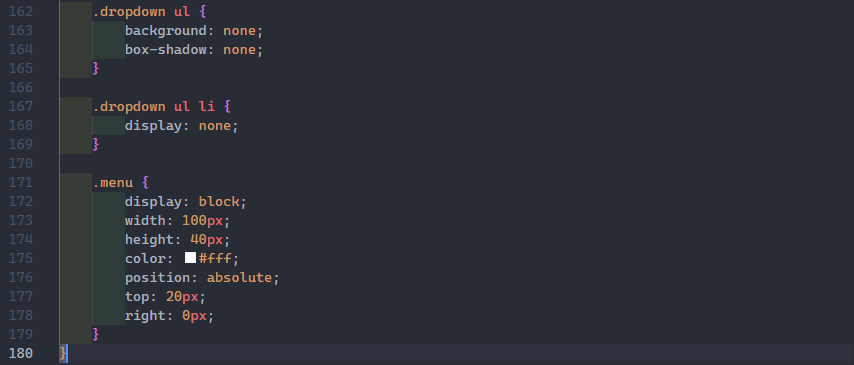 162 .dropdown ul {
163 background: none;
164 box-shadow: none;
165 }
166
167 .dropdown ul li {
168 display: none;
169 }
170
171 .menu {
172 display: block;
173 width: 100px;
174 height: 40px;
175 color: #fff;
176 position: absolute;
177 top: 20px;
178 right: 0px;
179 }
180 }